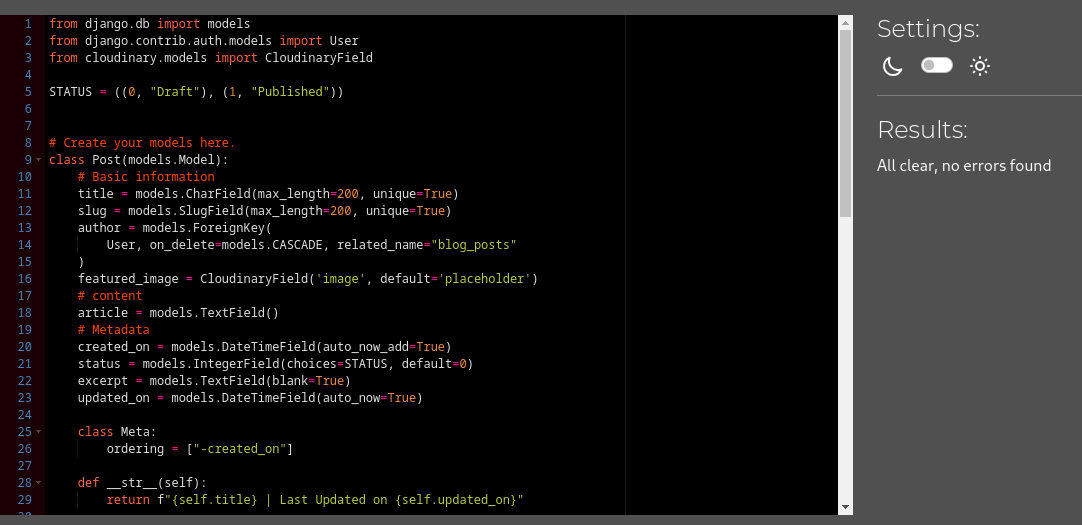 1 from django.db import models
2 from django.contrib.auth.models import User
3 from cloudinary.models import CloudinaryField
4
5 STATUS = ((0, "Draft"), (1, "Published"))
6
7
8 # Create your models here.
9 class Post(models.Model):
10     # Basic information
11     title = models.CharField(max_length=200, unique=True)
12     slug = models.SlugField(max_length=200, unique=True)
13     author = models.ForeignKey(
14         User, on_delete=models.CASCADE, related_name="blog_posts"
15     )
16     featured_image = CloudinaryField('image', default='placeholder')
17     # content
18     article = models.TextField()
19     # Metadata
20     created_on = models.DateTimeField(auto_now_add=True)
21     status = models.IntegerField(choices=STATUS, default=0)
22     excerpt = models.TextField(blank=True)
23     updated_on = models.DateTimeField(auto_now=True)
24
25     class Meta:
26         ordering = ["-created_on"]
27
28     def __str__(self):
29         return f"{self.title} | Last Updated on {self.updated_on}"
Settings:
Results:
All clear, no errors found